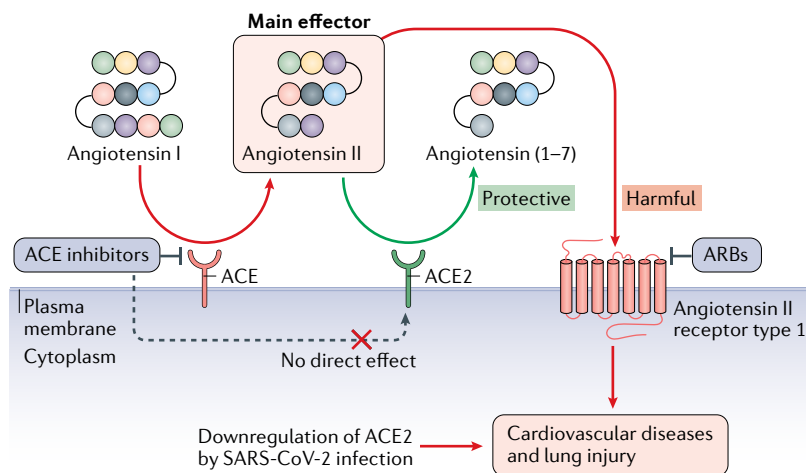 Main effector
Angiotensin I
Angiotensin II
Angiotensin (1–7)
Protective
Harmful
ACE inhibitors
ACE
ACE2
ARBs
Plasma
membrane
Cytoplasm
No direct effect
Angiotensin II
receptor type 1
Downregulation of ACE2
by SARS-CoV-2 infection
Cardiovascular diseases
and lung injury